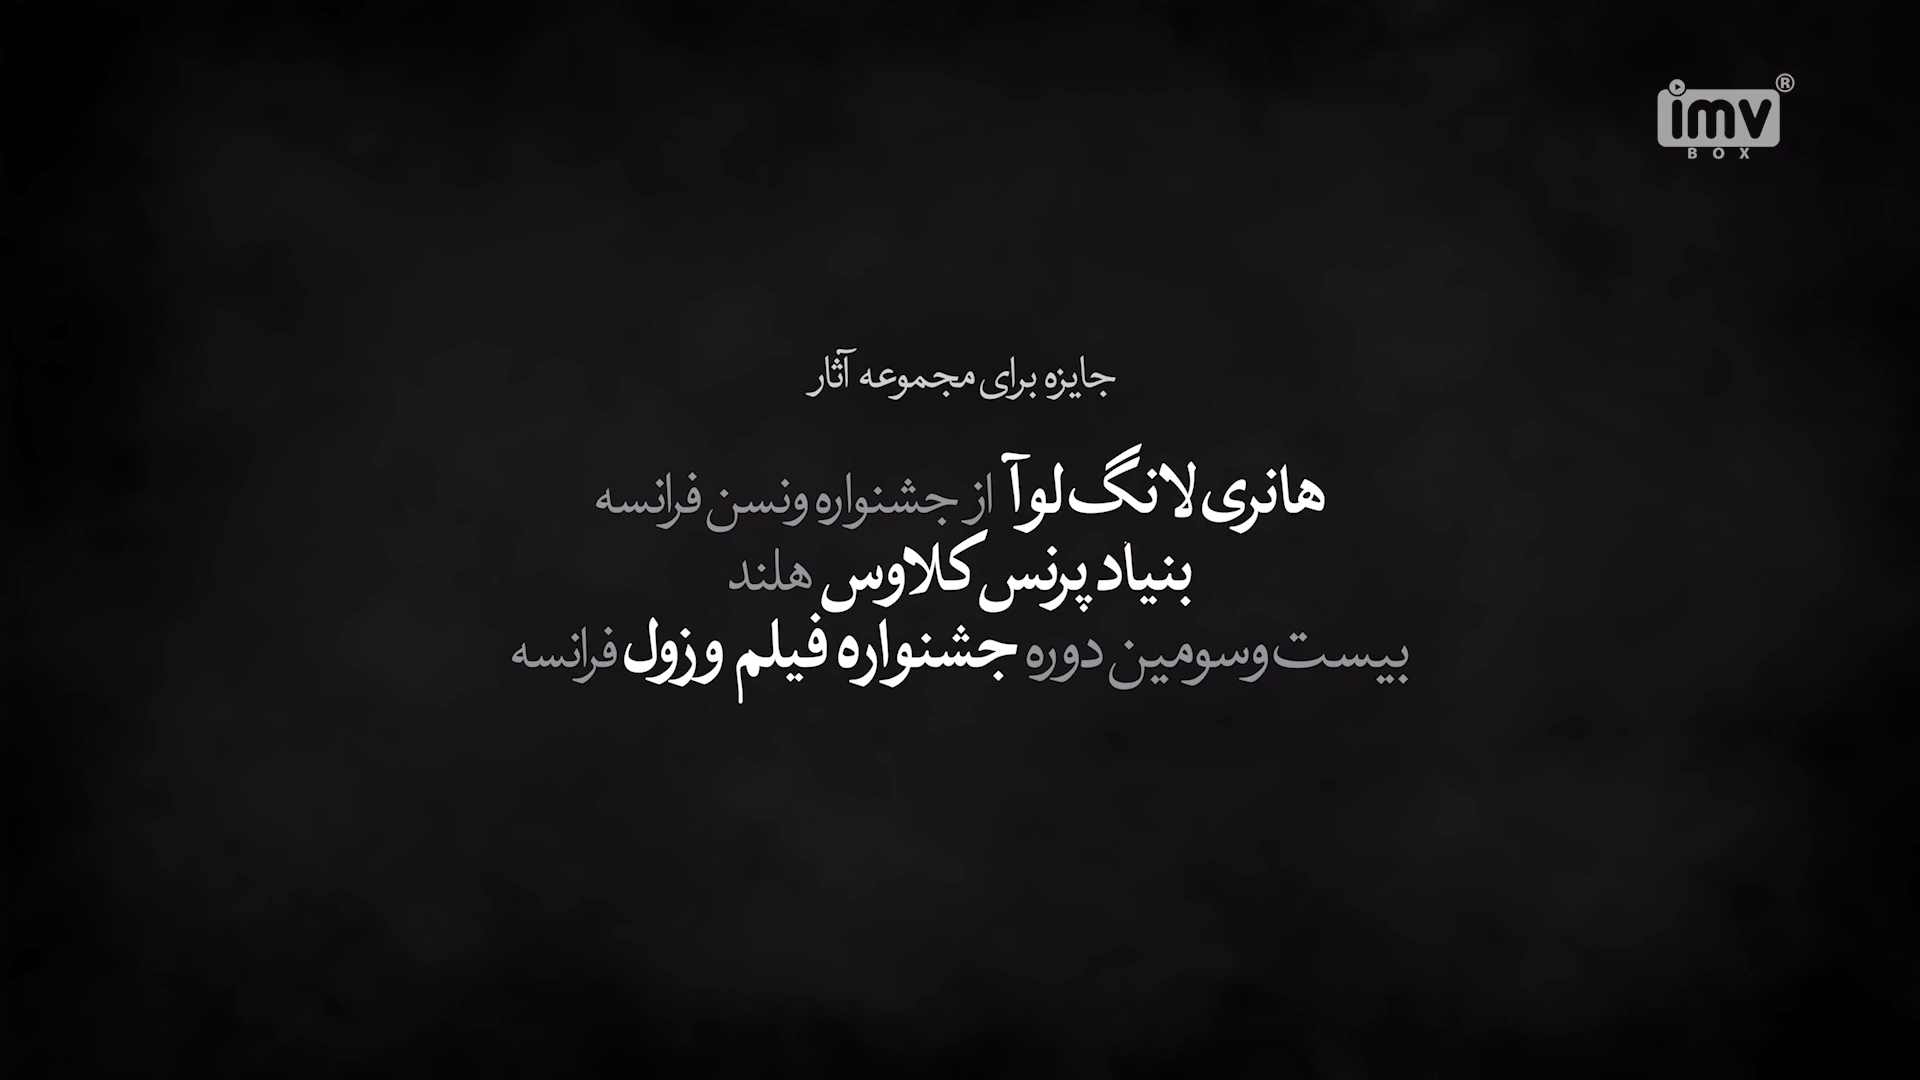 imv
BOX
®
جایزه برای مجموعه آثار
هانری لانگ‌لوآ از جشنواره ونسن فرانسه
بنیاد پرنس کلاوس هلند
بیست‌وسومین دوره جشنواره فیلم وزول فرانسه